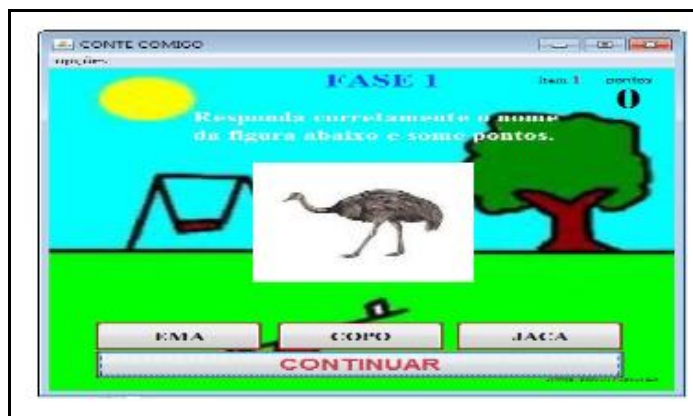 CONTE COMIGO
opções
FASE 1
item 1 pontos
0
Responda corretamente o nome
da figura abaixo e some pontos.
EMA COPO JACA
CONTINUAR